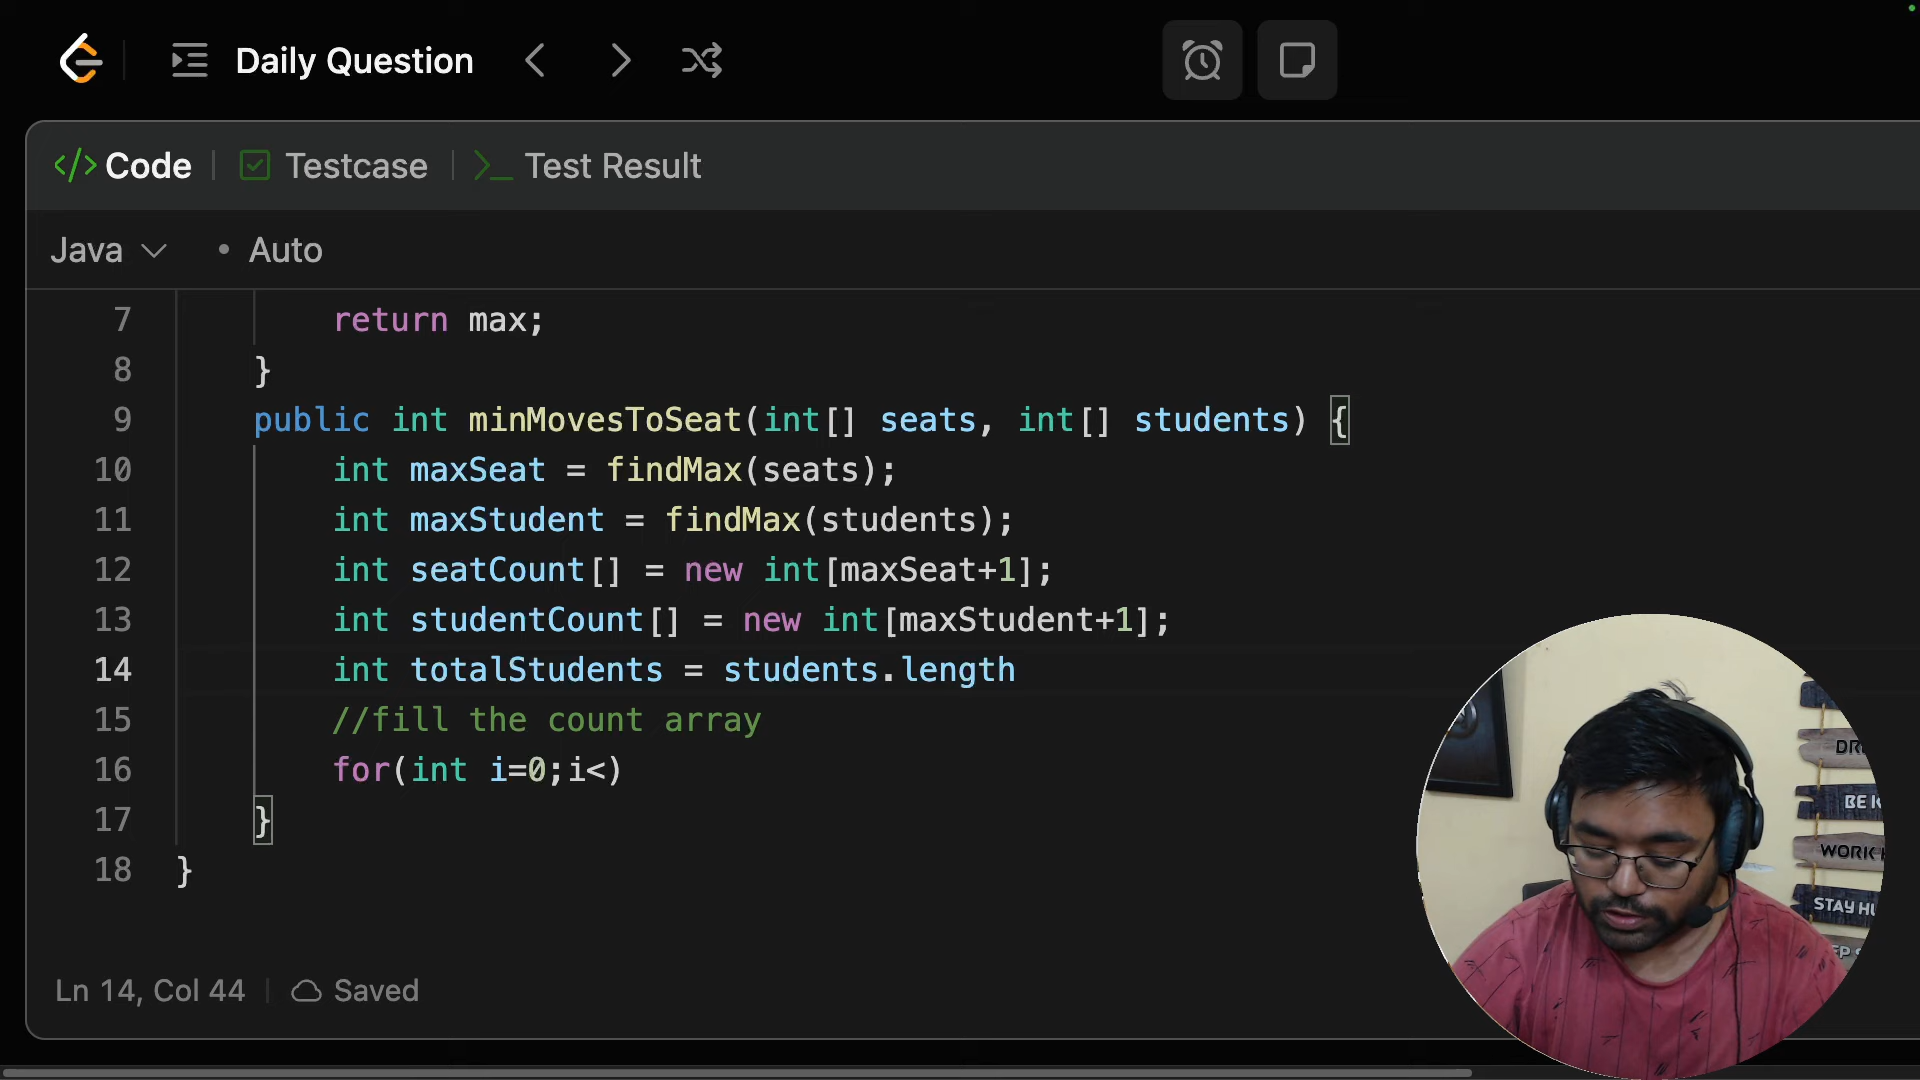 Daily Question
Code
Testcase
Test Result
Java
Auto
7 return max;
8 }
9 public int minMovesToSeat(int[] seats, int[] students) {
10 int maxSeat = findMax(seats);
11 int maxStudent = findMax(students);
12 int seatCount[] = new int[maxSeat+1];
13 int studentCount[] = new int[maxStudent+1];
14 int totalStudents = students.length
15 //fill the count array
16 for(int i=0;i<)
17 }
18 }
Ln 14, Col 44
Saved
BE
WORK
STAY